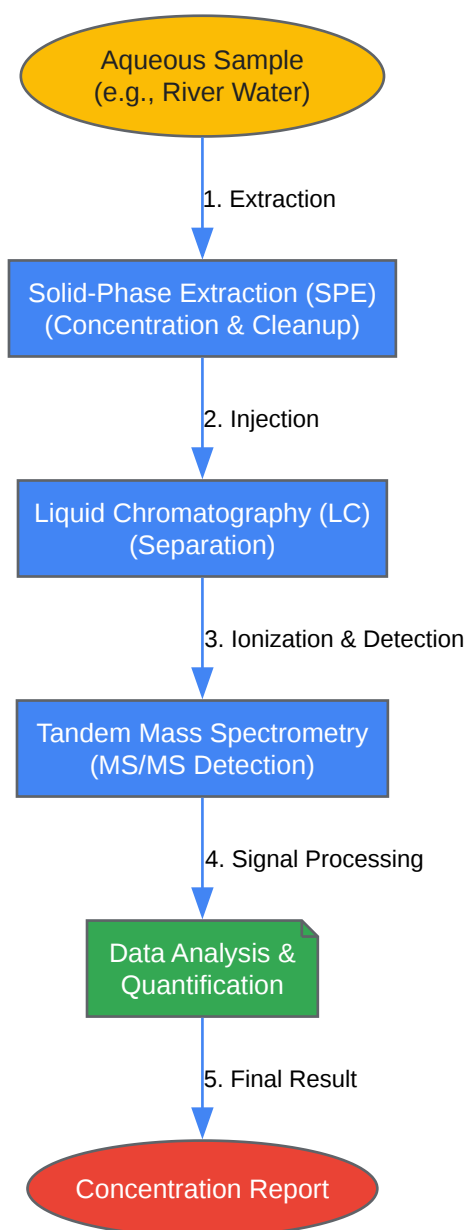 Aqueous Sample
(e.g., River Water)
1. Extraction
Solid-Phase Extraction (SPE)
(Concentration & Cleanup)
2. Injection
Liquid Chromatography (LC)
(Separation)
3. Ionization & Detection
Tandem Mass Spectrometry
(MS/MS Detection)
4. Signal Processing
Data Analysis &
Quantification
5. Final Result
Concentration Report